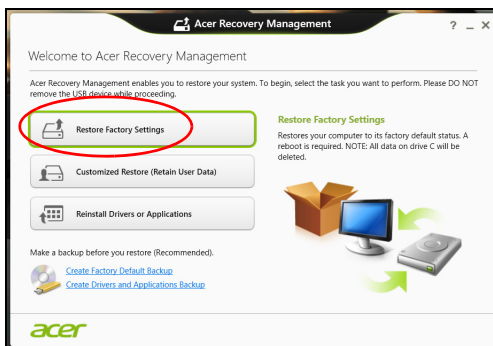 Acer Recovery Management
? _ ×
Welcome to Acer Recovery Management
Acer Recovery Management enables you to restore your system. To begin, select the task you want to perform. Please DO NOT
remove the USB device while proceeding.
Restore Factory Settings
Customized Restore (Retain User Data)
Reinstall Drivers or Applications
Restore Factory Settings
Restores your computer to its factory default status. A
reboot is required. NOTE: All data on drive C will be
deleted.
Make a backup before you restore (Recommended).
Create Factory Default Backup
Create Drivers and Applications Backup
acer